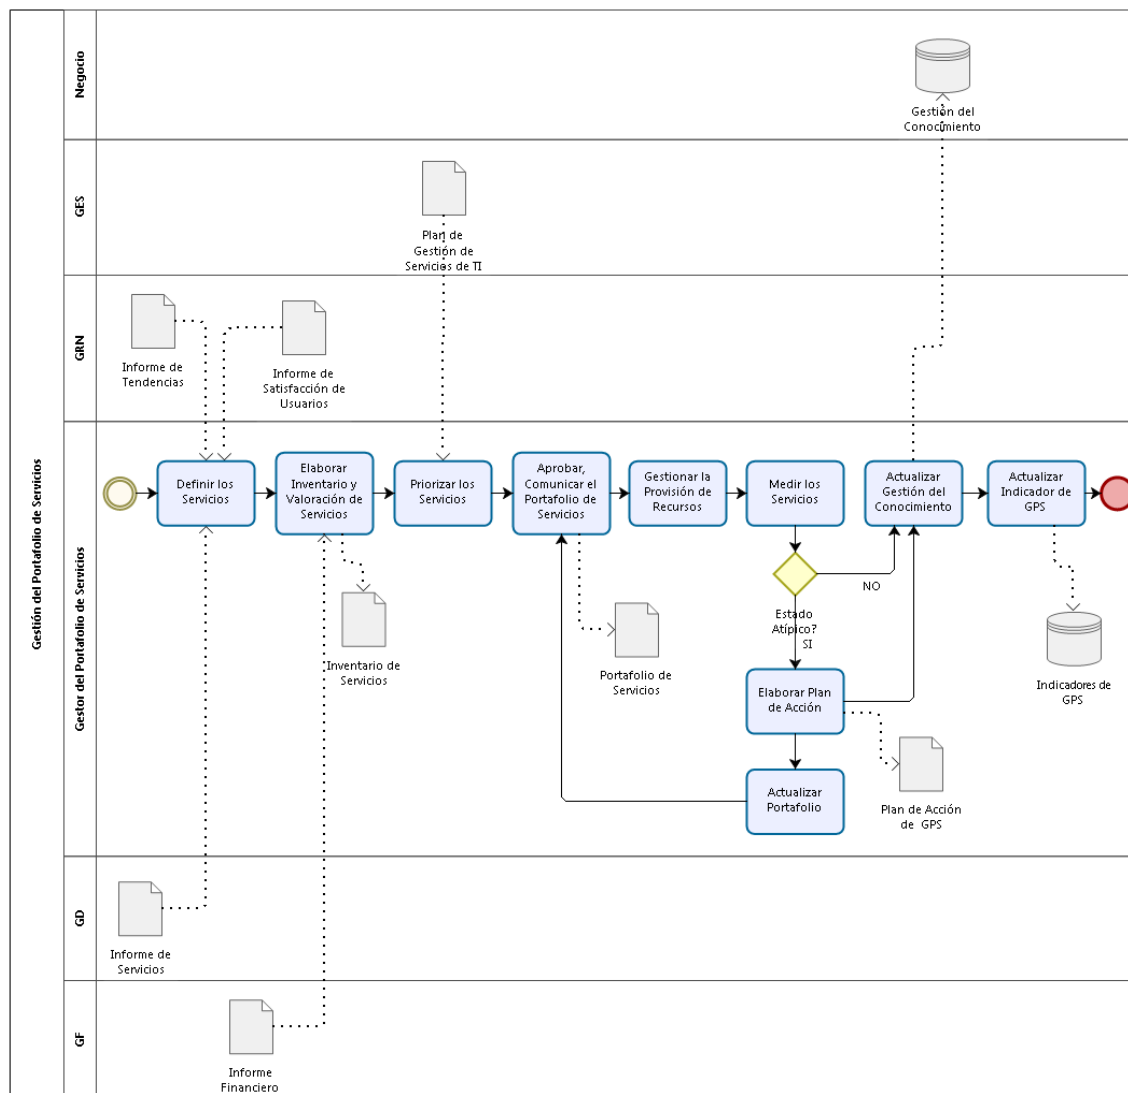 Gestión del Portafolio de Servicios
Negocio
Gestión del
Conocimiento
GES
Plan de
Gestión de
Servicios de TI
GRN
Informe de
Tendencias
Informe de
Satisfacción de
Usuarios
Gestor del Portafolio de Servicios
Definir los
Servicios
Elaborar
Inventario y
Valoración de
Servicios
Priorizar los
Servicios
Aprobar,
Comunicar el
Portafolio de
Servicios
Gestionar la
Provisión de
Recursos
Medir los
Servicios
Actualizar
Gestión del
Conocimiento
Actualizar
Indicador de
GPS
NO
Estado
Atípico?
SI
Inventario de
Servicios
Portafolio de
Servicios
Indicadores de
GPS
Elaborar Plan
de Acción
Plan de Acción
de GPS
Actualizar
Portafolio
GD
Informe de
Servicios
GF
Informe
Financiero